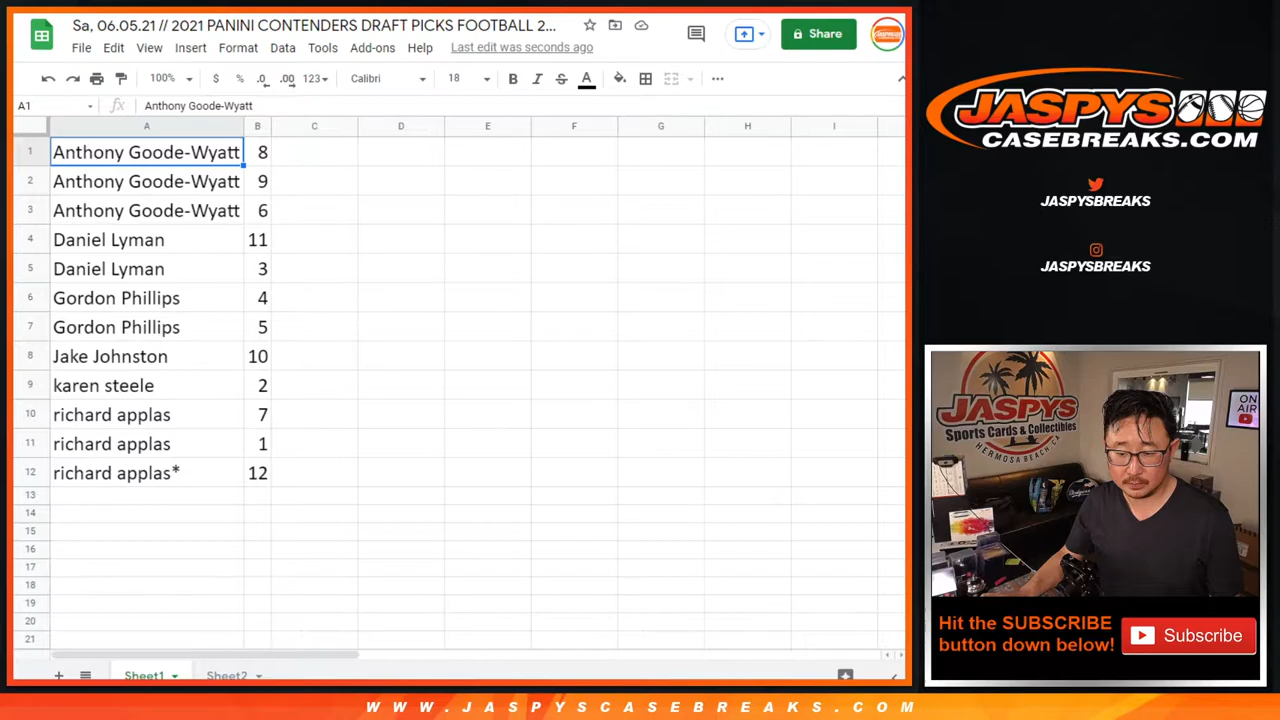 Sa, 06.05.21 // 2021 PANINI CONTENDERS DRAFT PICKS FOOTBALL 2...
File Edit View Insert Format Data Tools Add-ons Help Last edit was seconds ago
Share
100% $ % .0 .00 123 Calibri 18 B I S A
A1 fx Anthony Goode-Wyatt
A B C D E F G H I
1 Anthony Goode-Wyatt 8
2 Anthony Goode-Wyatt 9
3 Anthony Goode-Wyatt 6
4 Daniel Lyman 11
5 Daniel Lyman 3
6 Gordon Phillips 4
7 Gordon Phillips 5
8 Jake Johnston 10
9 karen steele 2
10 richard applas 7
11 richard applas 1
12 richard applas* 12
13
14
15
16
17
18
19
20
21
Sheet1 Sheet2
JASPYS
CASEBREAKS.COM
JASPYSBREAKS
JASPYSBREAKS
JASPYS
Sports Cards & Collectibles
HERMOSA BEACH, CA
ON
AIR
Hit the SUBSCRIBE
button down below!
Subscribe
WWW.JASPYSCASEBREAKS.COM